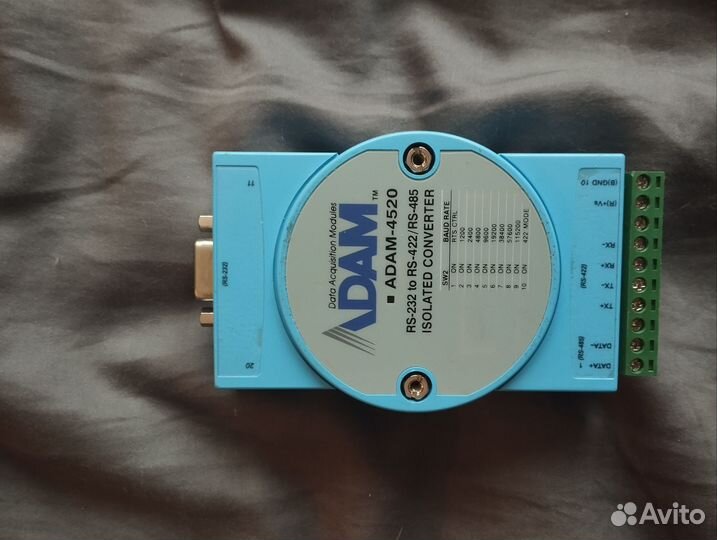 Data Acquisition Modules
ADAM™
■ ADAM-4520
RS-232 to RS-422/RS-485
ISOLATED CONVERTER
SW2 BAUD RATE
1 ON RTS CTRL
2 ON 1200
3 ON 2400
4 ON 4800
5 ON 9600
6 ON 19200
7 ON 38400
8 ON 57600
9 ON 115200
10 ON 422 MODE
11
(RS-232)
20
(B)GND 10
(R)+Vs
RX-
RX+
(RS-422)
TX-
TX+
DATA-
(RS-485)
DATA+ 1
Avito